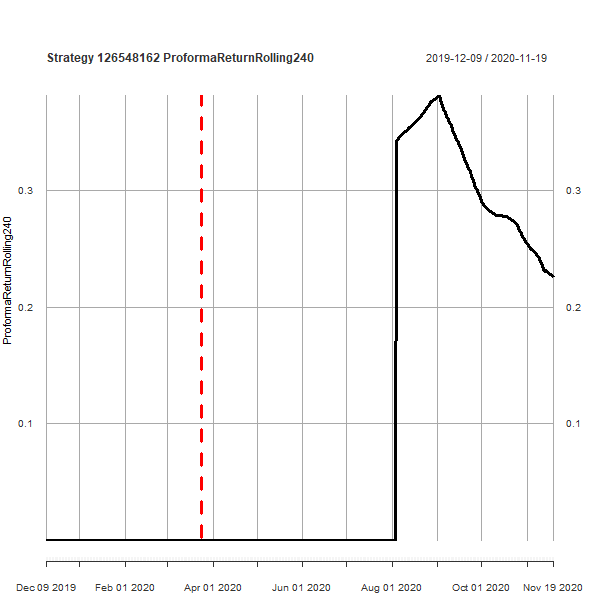 Strategy 126548162 ProformaReturnRolling240
2019-12-09 / 2020-11-19
ProformaReturnRolling240
0.3
0.3
0.2
0.2
0.1
0.1
Dec 09 2019
Feb 01 2020
Apr 01 2020
Jun 01 2020
Aug 01 2020
Oct 01 2020
Nov 19 2020